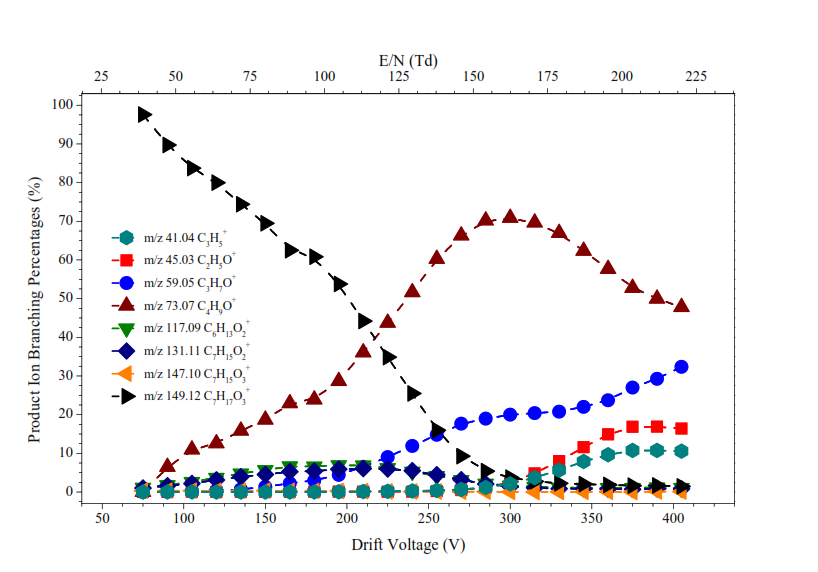 E/N (Td)
25 50 75 100 125 150 175 200 225
Product Ion Branching Percentages (%)
100
90
80
70
60
50
40
30
20
10
0
m/z 41.04 C₃H₅⁺
m/z 45.03 C₂H₅O⁺
m/z 59.05 C₃H₇O⁺
m/z 73.07 C₄H₉O⁺
m/z 117.09 C₆H₁₃O₂⁺
m/z 131.11 C₇H₁₅O₂⁺
m/z 147.10 C₇H₁₅O₃⁺
m/z 149.12 C₇H₁₇O₃⁺
50 100 150 200 250 300 350 400
Drift Voltage (V)